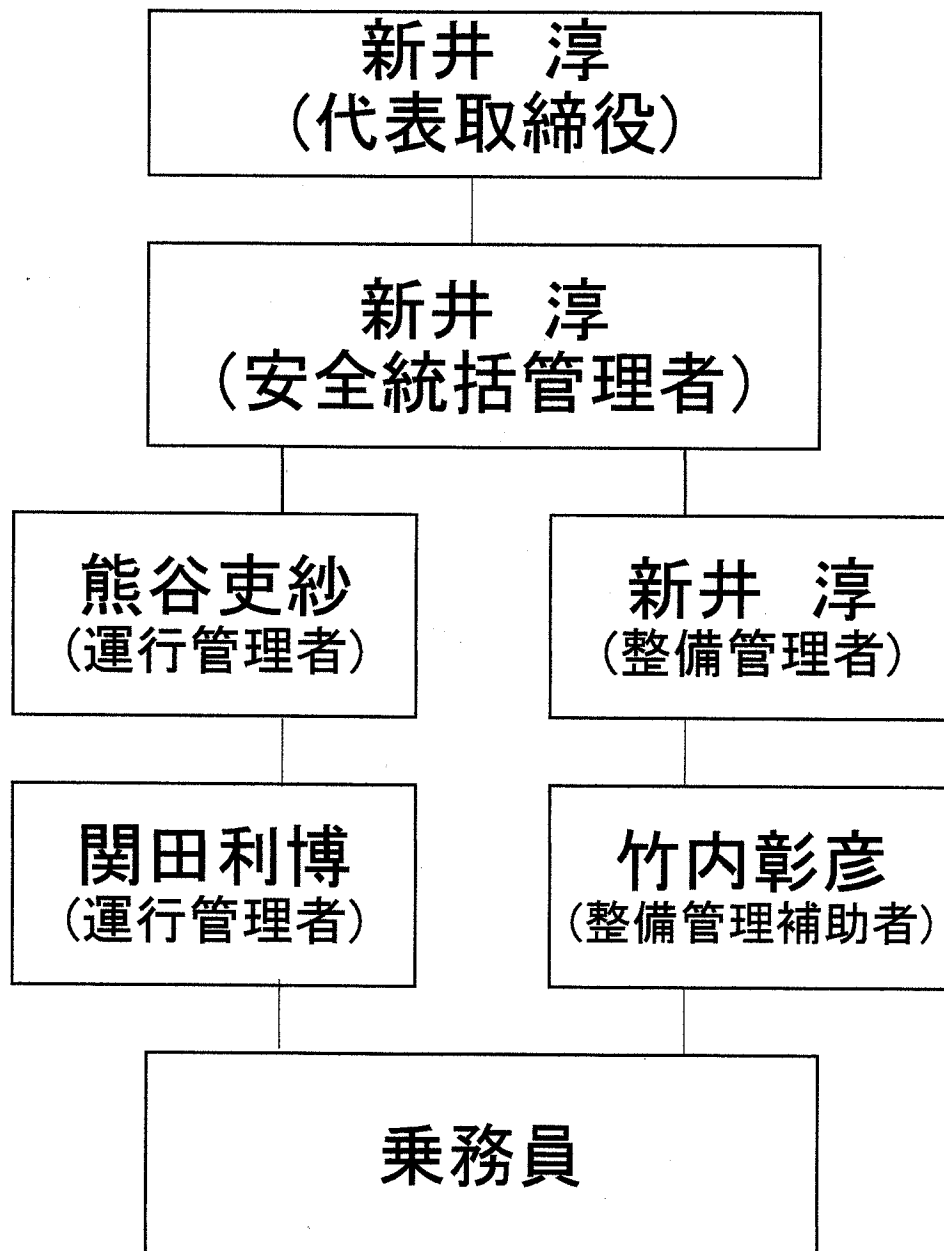 新井　淳
(代表取締役)
新井　淳
(安全統括管理者)
熊谷吏紗
(運行管理者)
新井　淳
(整備管理者)
関田利博
(運行管理者)
竹内彰彦
(整備管理補助者)
乗務員